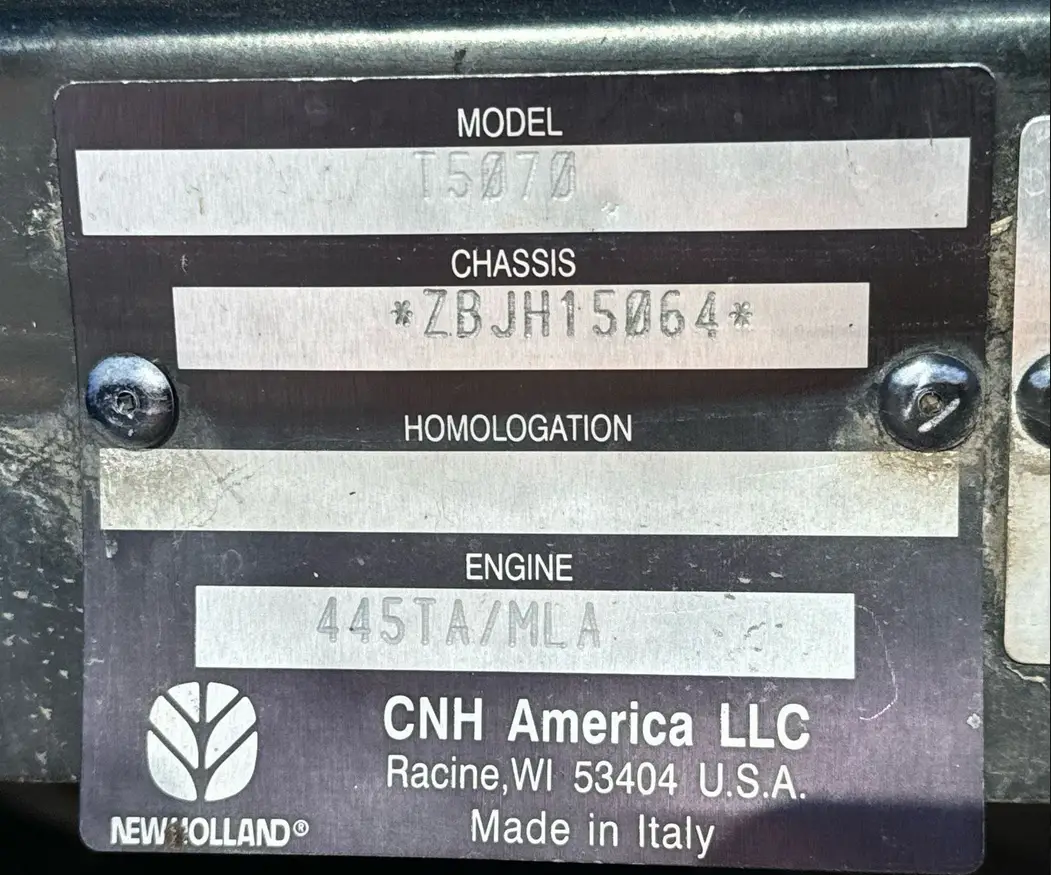 MODEL
T5070
CHASSIS
*ZBJH15064*
HOMOLOGATION
ENGINE
445TA/MLA
CNH America LLC
Racine,WI 53404 U.S.A.
Made in Italy
NEW HOLLAND®